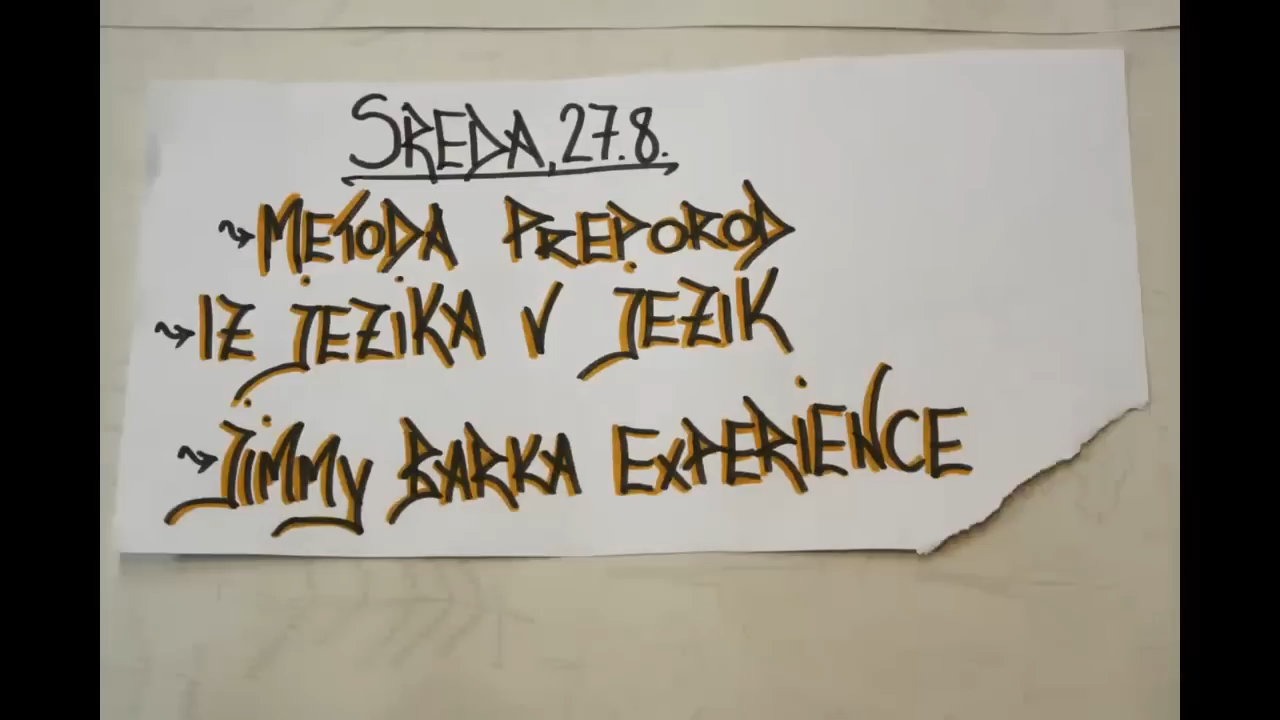 SREDA, 27.8.
METODA PREPOROD
IZ JEZIKA V JEZIK
JIMMY BARKA EXPERIENCE